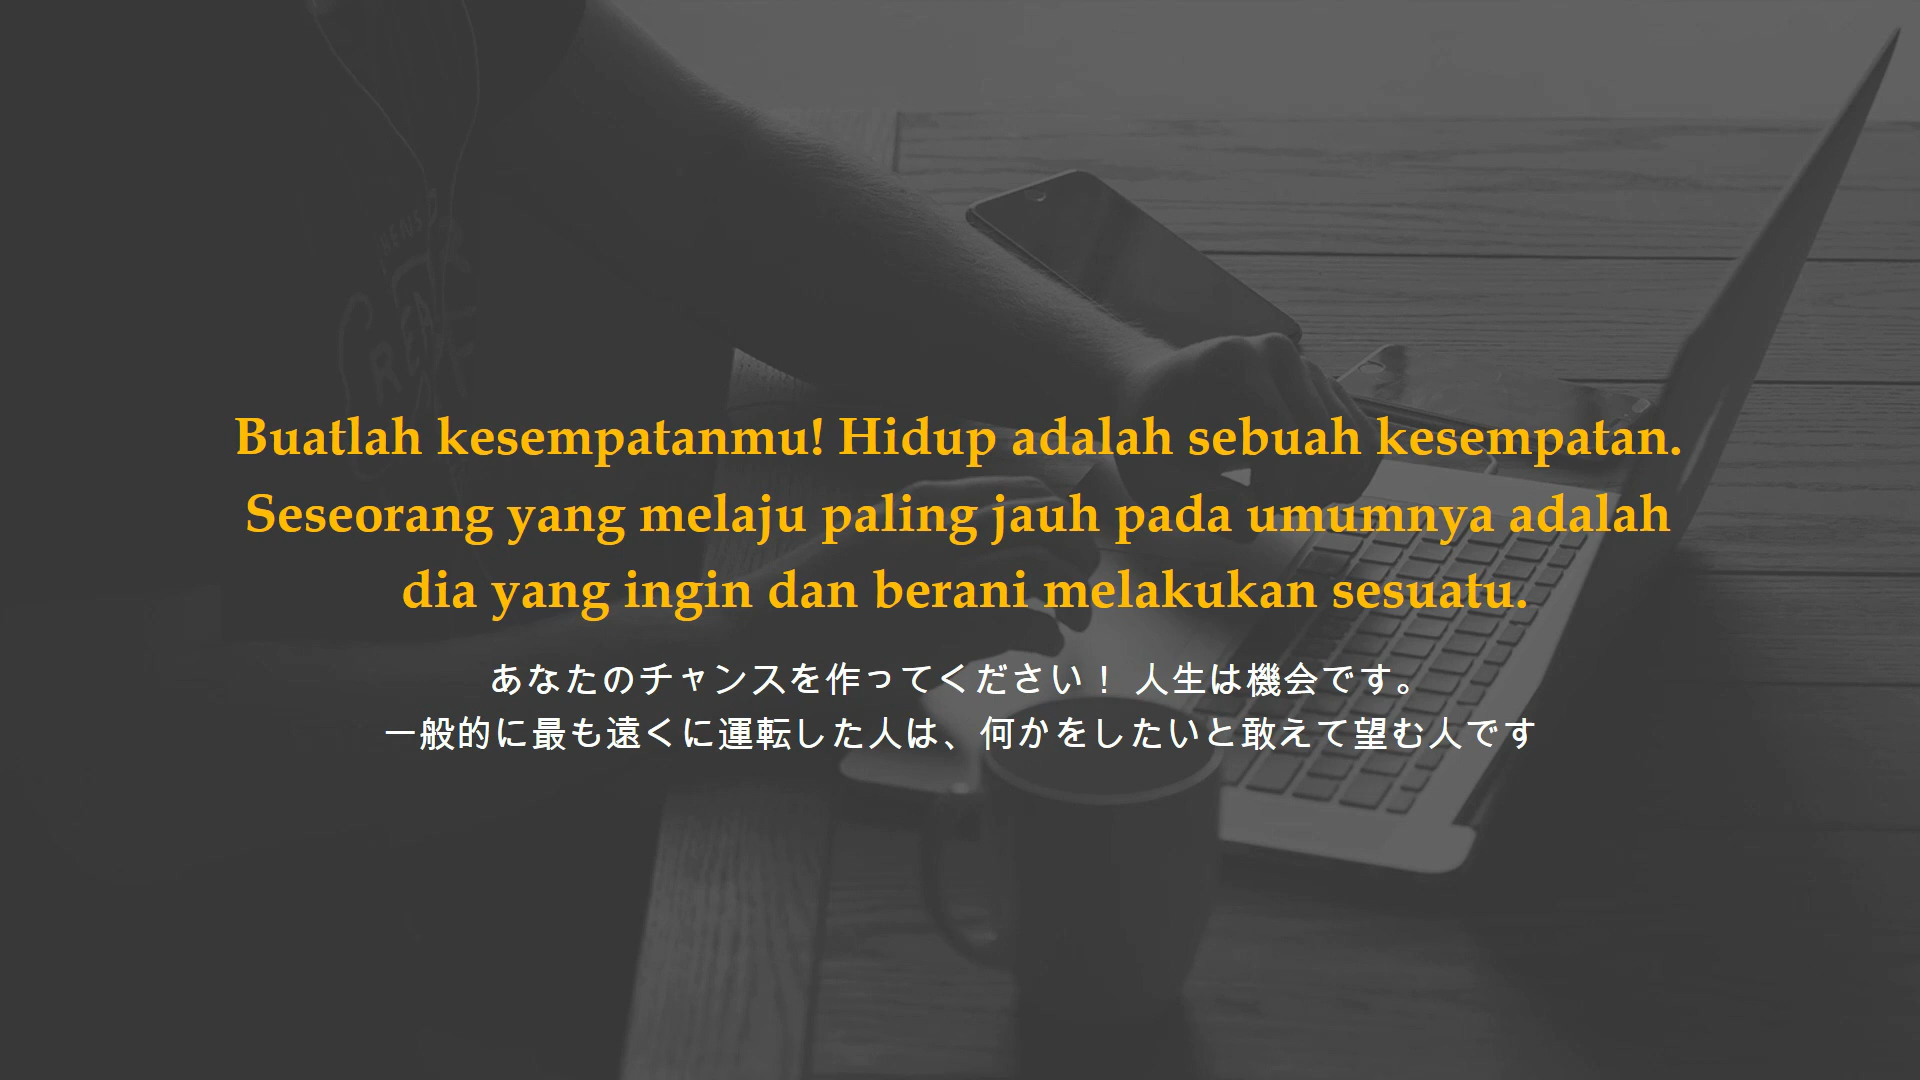 Buatlah kesempatanmu! Hidup adalah sebuah kesempatan.
Seseorang yang melaju paling jauh pada umumnya adalah
dia yang ingin dan berani melakukan sesuatu.
あなたのチャンスを作ってください！ 人生は機会です。
一般的に最も遠くに運転した人は、何かをしたいと敢えて望む人です